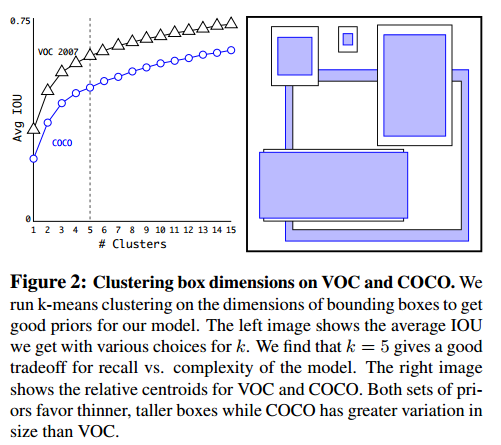 0.75
VOC 2007
COCO
Avg IOU
0
1 2 3 4 5 6 7 8 9 10 11 12 13 14 15
# Clusters
Figure 2: Clustering box dimensions on VOC and COCO. We
run k-means clustering on the dimensions of bounding boxes to get
good priors for our model. The left image shows the average IOU
we get with various choices for k. We find that k = 5 gives a good
tradeoff for recall vs. complexity of the model. The right image
shows the relative centroids for VOC and COCO. Both sets of pri-
ors favor thinner, taller boxes while COCO has greater variation in
size than VOC.